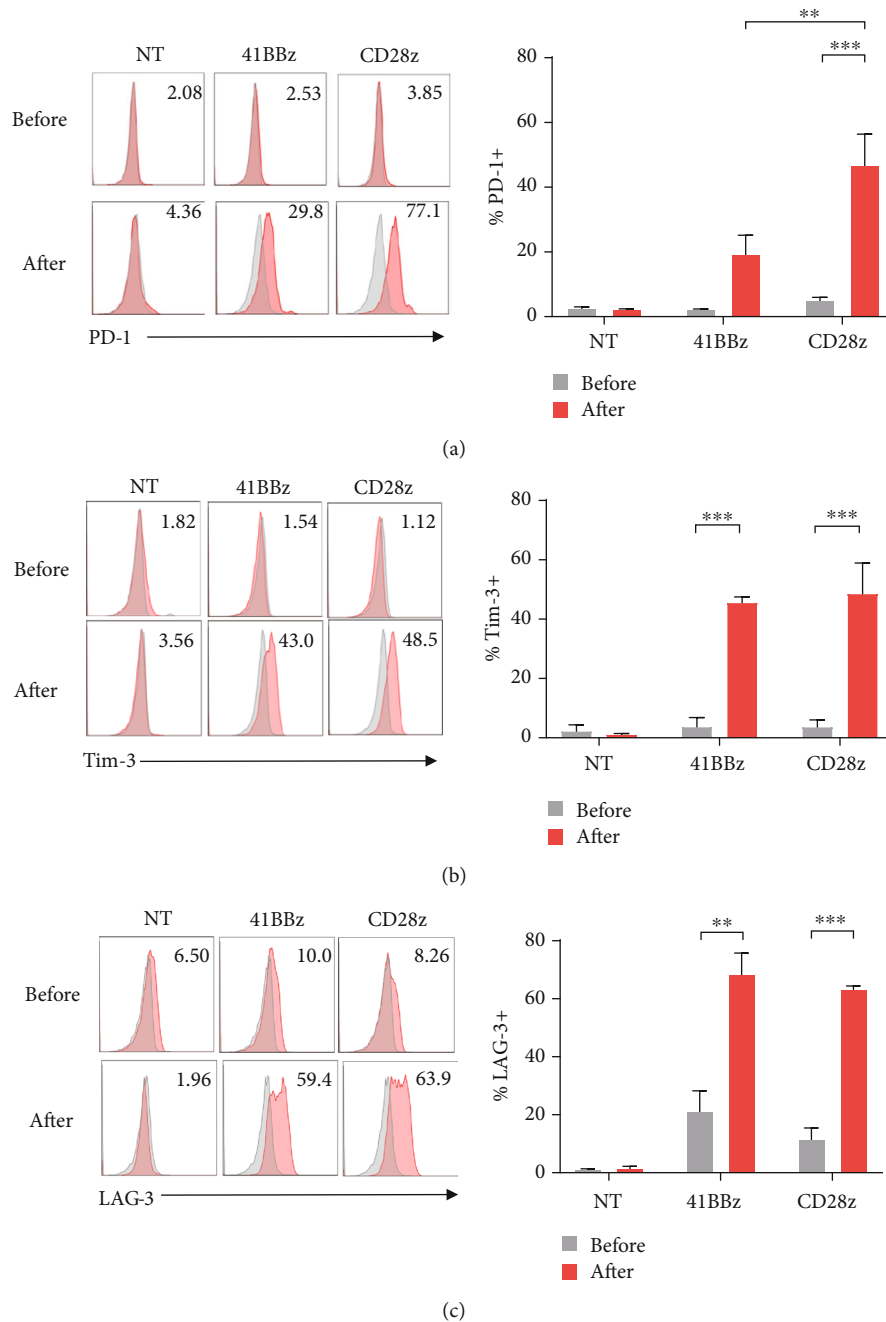 NT 41BBz CD28z
Before 2.08 2.53 3.85
After 4.36 29.8 77.1
PD-1
**
***
80
60
40
20
0
% PD-1+
NT 41BBz CD28z
Before
After
(a)
NT 41BBz CD28z
Before 1.82 1.54 1.12
After 3.56 43.0 48.5
Tim-3
*** ***
80
60
40
20
0
% Tim-3+
NT 41BBz CD28z
Before
After
(b)
NT 41BBz CD28z
Before 6.50 10.0 8.26
After 1.96 59.4 63.9
LAG-3
** ***
80
60
40
20
0
% LAG-3+
NT 41BBz CD28z
Before
After
(c)